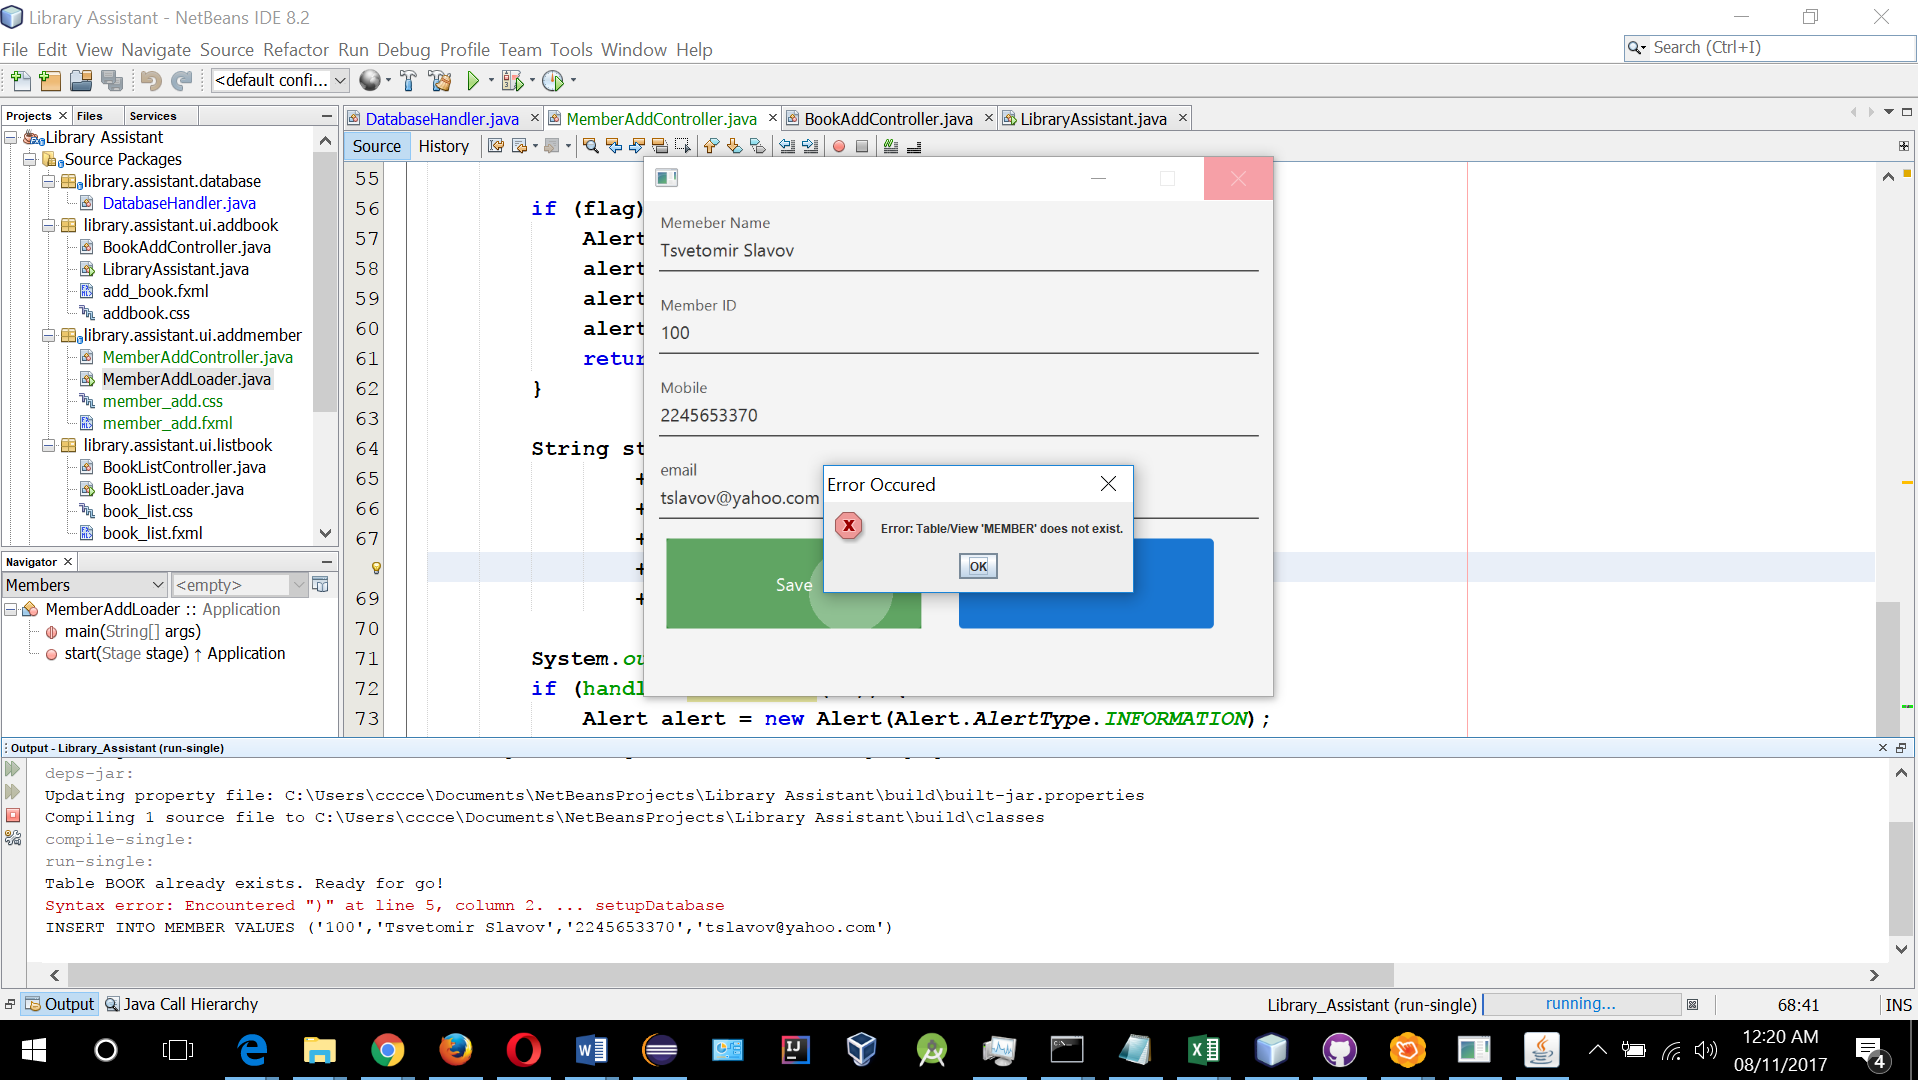 Library Assistant - NetBeans IDE 8.2
File Edit View Navigate Source Refactor Run Debug Profile Team Tools Window Help
Search (Ctrl+I)
<default confi...
Projects Files Services
Library Assistant
Source Packages
library.assistant.database
DatabaseHandler.java
library.assistant.ui.addbook
BookAddController.java
LibraryAssistant.java
add_book.fxml
addbook.css
library.assistant.ui.addmember
MemberAddController.java
MemberAddLoader.java
member_add.css
member_add.fxml
library.assistant.ui.listbook
BookListController.java
BookListLoader.java
book_list.css
book_list.fxml
Navigator
Members <empty>
MemberAddLoader :: Application
main(String[] args)
start(Stage stage) ↑ Application
DatabaseHandler.java MemberAddController.java BookAddController.java LibraryAssistant.java
Source History
55
56 if (flag)
57 Alert
58 alert
59 alert
60 alert
61 retur
62 }
63
64 String st
65 +
66 +
67 +
+
69 +
70
71 System.ou
72 if (handl
73 Alert alert = new Alert(Alert.AlertType.INFORMATION);
Memeber Name
Tsvetomir Slavov
Member ID
100
Mobile
2245653370
email
tslavov@yahoo.com
Save
Error Occured
Error: Table/View 'MEMBER' does not exist.
OK
Output - Library_Assistant (run-single)
deps-jar:
Updating property file: C:\Users\cccce\Documents\NetBeansProjects\Library Assistant\build\built-jar.properties
Compiling 1 source file to C:\Users\cccce\Documents\NetBeansProjects\Library Assistant\build\classes
compile-single:
run-single:
Table BOOK already exists. Ready for go!
Syntax error: Encountered ")" at line 5, column 2. ... setupDatabase
INSERT INTO MEMBER VALUES ('100','Tsvetomir Slavov','2245653370','tslavov@yahoo.com')
Output Java Call Hierarchy
Library_Assistant (run-single) running... 68:41 INS
12:20 AM
08/11/2017
4